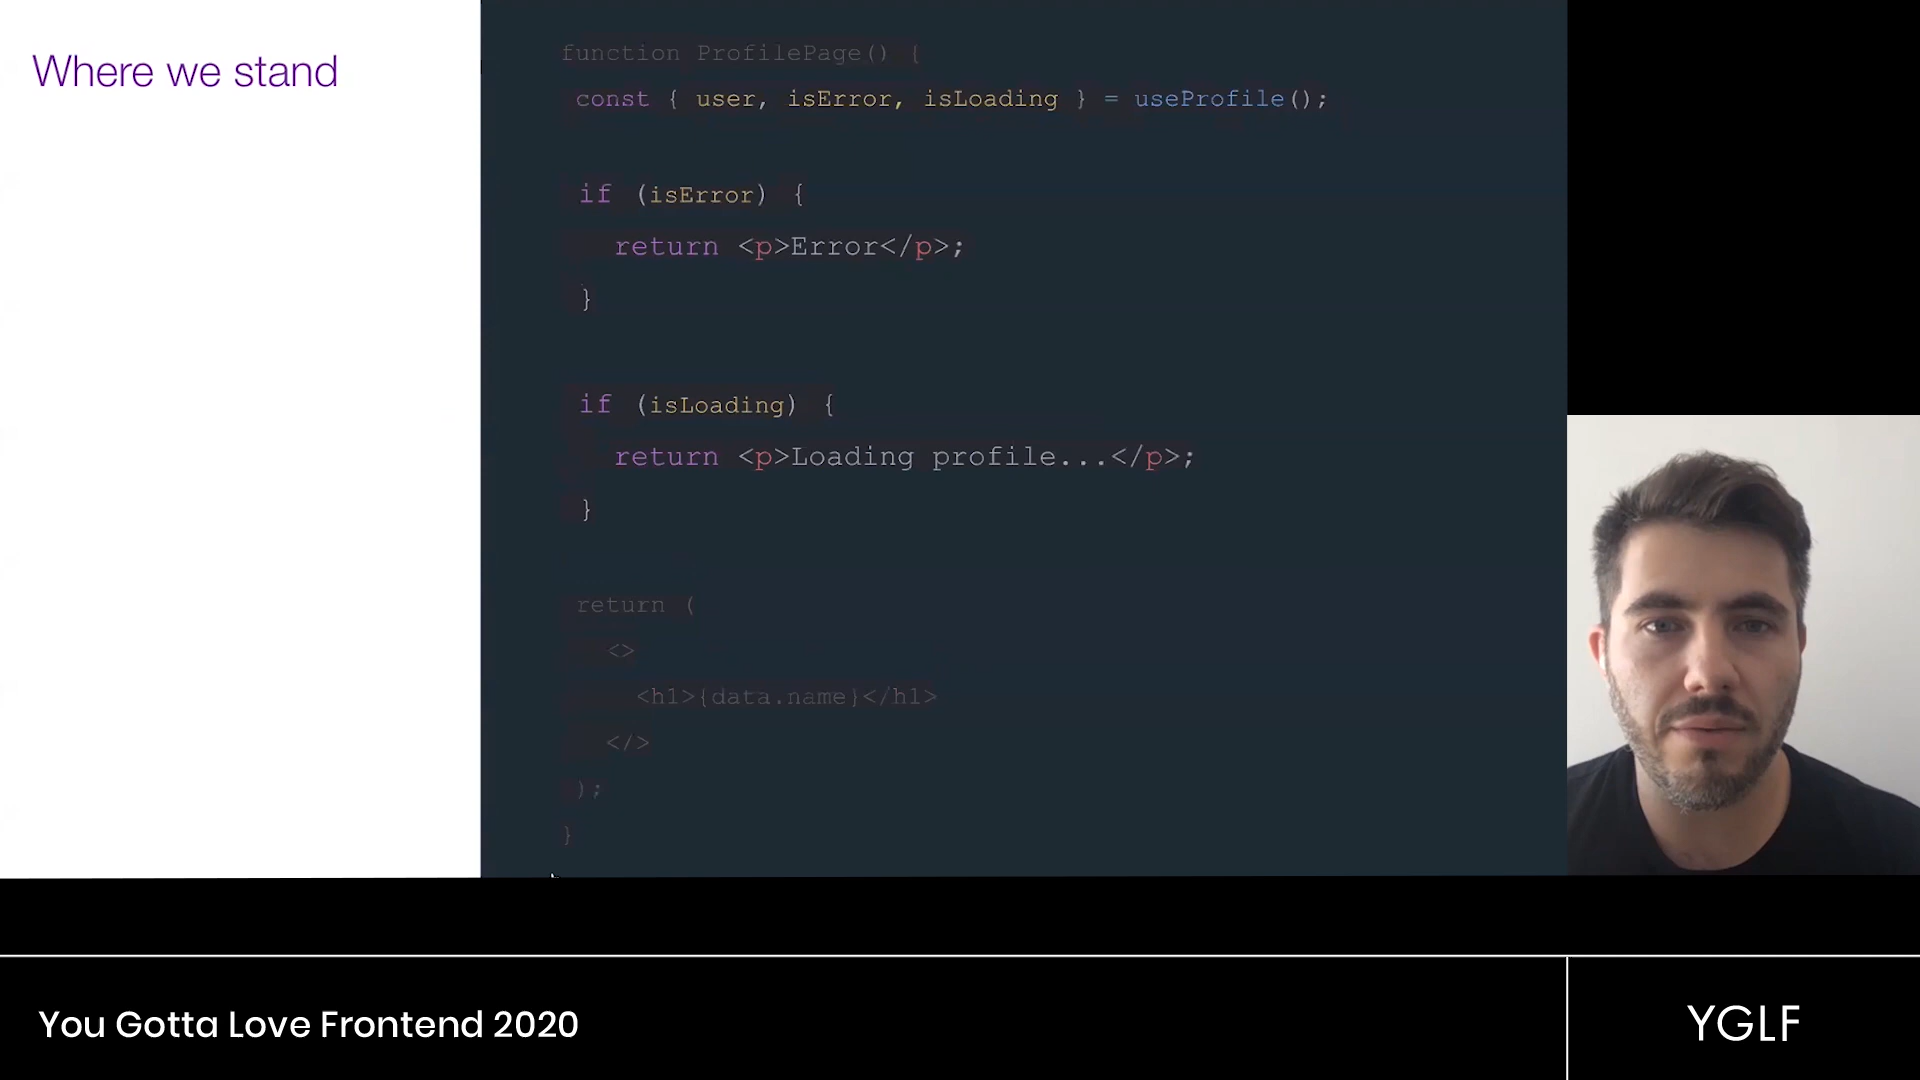 Where we stand
function ProfilePage() {
const { user, isError, isLoading } = useProfile();
if (isError) {
return <p>Error</p>;
}
if (isLoading) {
return <p>Loading profile...</p>;
}
return (
<>
<h1>{data.name}</h1>
</>
);
}
You Gotta Love Frontend 2020
YGLF